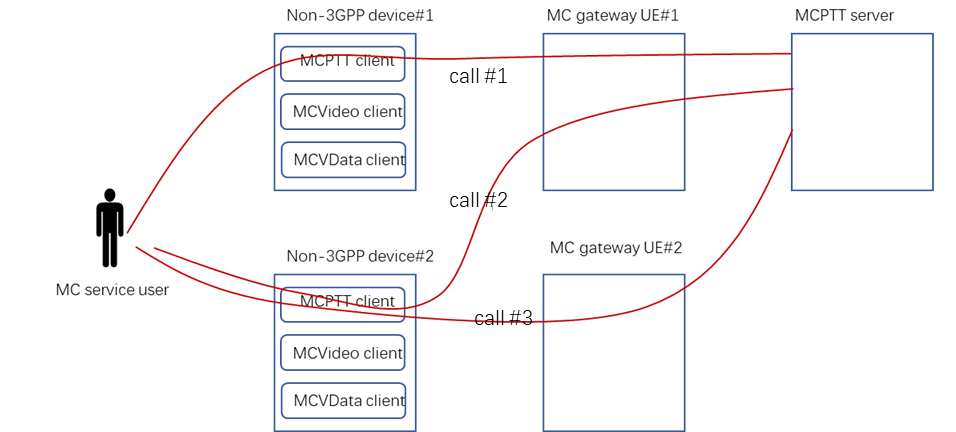 Non-3GPP device#1
MC gateway UE#1
MCPTT server
MCPTT client
call #1
MCVideo client
MCVData client
call #2
MC service user
Non-3GPP device#2
MC gateway UE#2
MCPTT client
call #3
MCVideo client
MCVData client